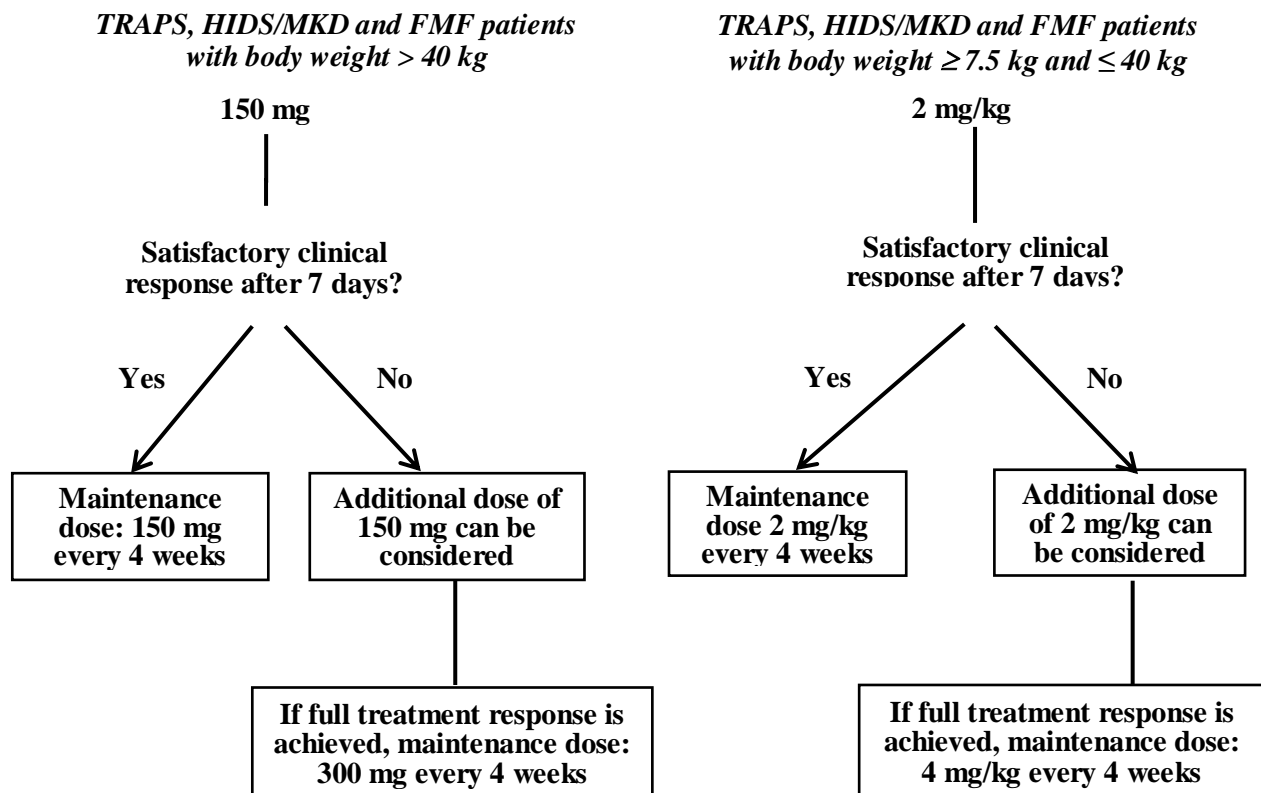 TRAPS, HIDS/MKD and FMF patients
with body weight > 40 kg
150 mg
Satisfactory clinical
response after 7 days?
Yes
No
Maintenance
dose: 150 mg
every 4 weeks
Additional dose of
150 mg can be
considered
If full treatment response is
achieved, maintenance dose:
300 mg every 4 weeks
TRAPS, HIDS/MKD and FMF patients
with body weight ≥ 7.5 kg and ≤ 40 kg
2 mg/kg
Satisfactory clinical
response after 7 days?
Yes
No
Maintenance
dose 2 mg/kg
every 4 weeks
Additional dose
of 2 mg/kg can
be considered
If full treatment response is
achieved, maintenance dose:
4 mg/kg every 4 weeks